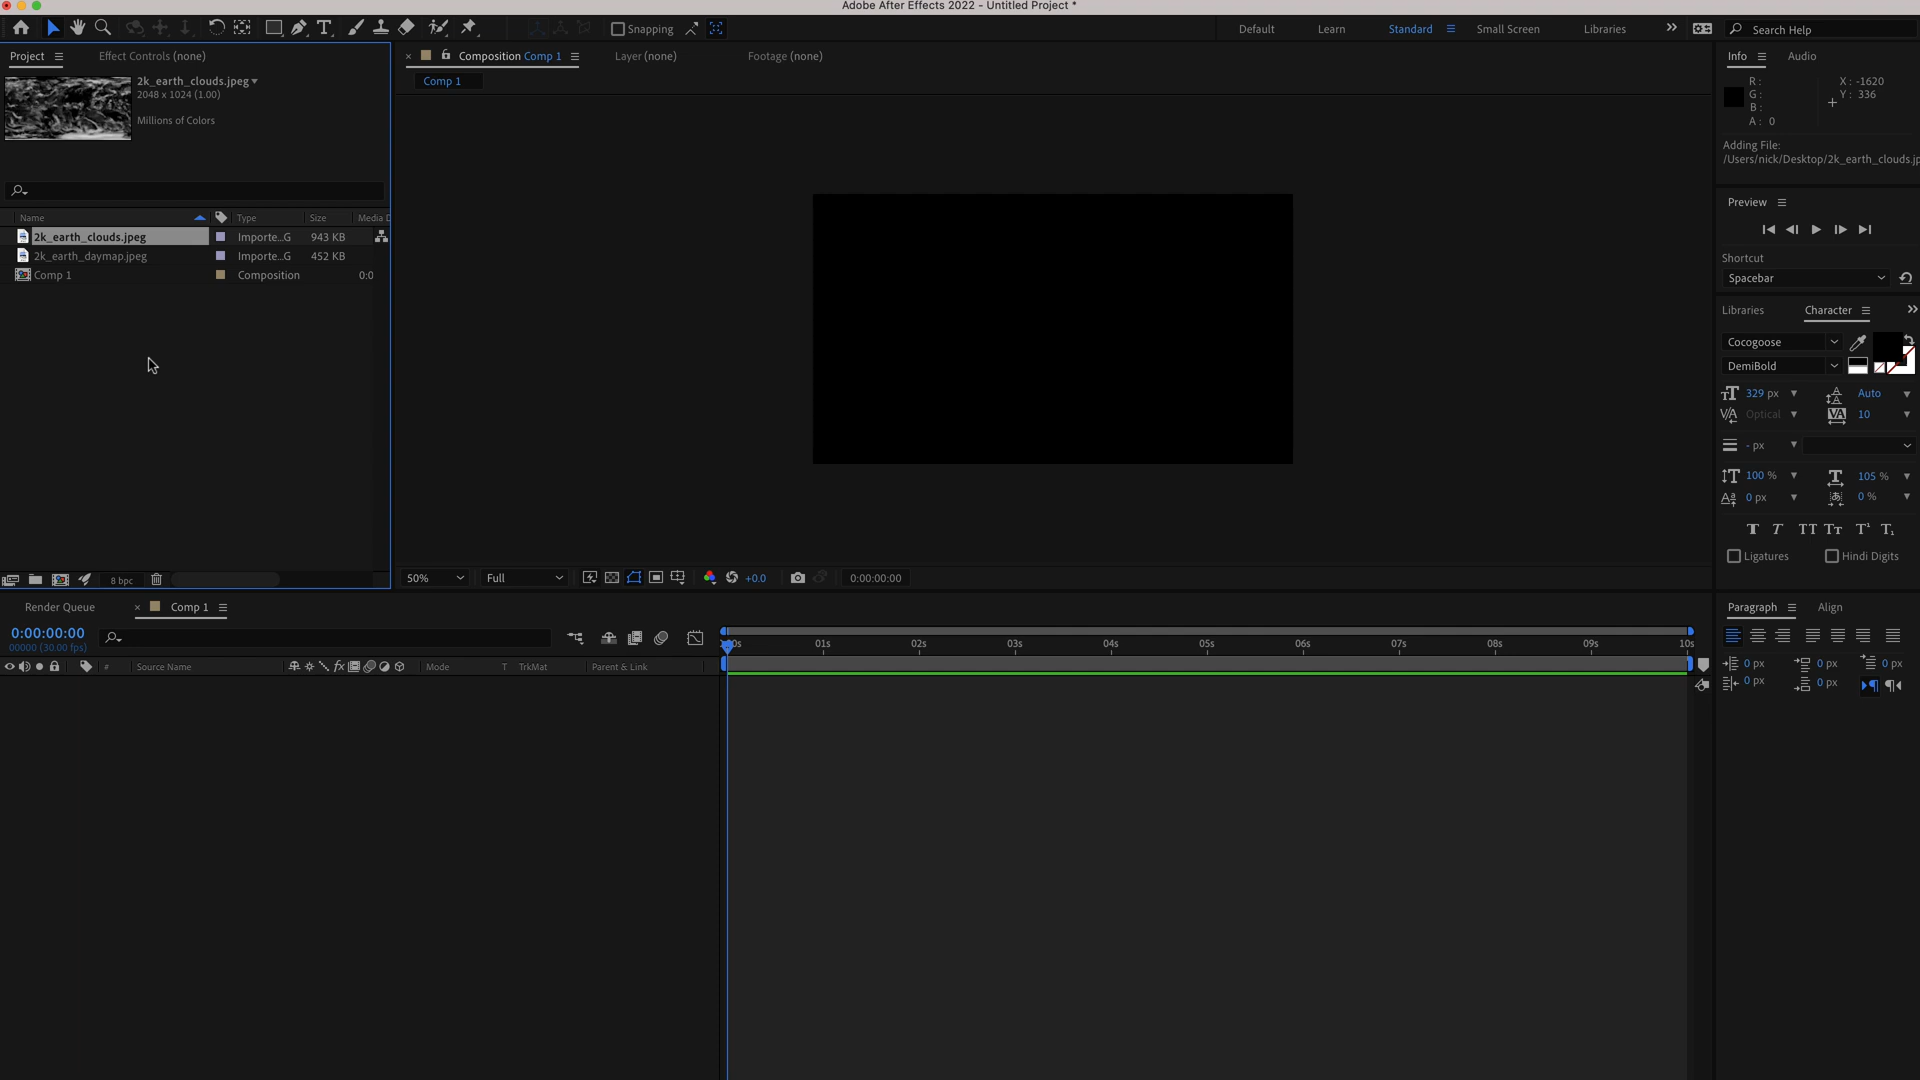 Adobe After Effects 2022 - Untitled Project *
Snapping
Default
Learn
Standard
Small Screen
Libraries
Search Help
Project
Effect Controls (none)
2k_earth_clouds.jpeg
2048 x 1024 (1.00)
Millions of Colors
Name
Type
Size
Media D
2k_earth_clouds.jpeg
Importe...G
943 KB
2k_earth_daymap.jpeg
Importe...G
452 KB
Comp 1
Composition
0:0
8 bpc
Composition Comp 1
Layer (none)
Footage (none)
Comp 1
50%
Full
+0.0
0:00:00:00
Info
Audio
R :
G :
B :
A : 0
X : -1620
Y : 336
Adding File:
/Users/nick/Desktop/2k_earth_clouds.jp
Preview
Shortcut
Spacebar
Libraries
Character
Cocogoose
DemiBold
329 px
Auto
Optical
10
- px
100 %
105 %
0 px
0 %
Ligatures
Hindi Digits
Render Queue
Comp 1
0:00:00:00
00000 (30.00 fps)
#
Source Name
Mode
T
TrkMat
Parent & Link
01s
02s
03s
04s
05s
06s
07s
08s
09s
10s
Paragraph
Align
0 px
0 px
0 px
0 px
0 px